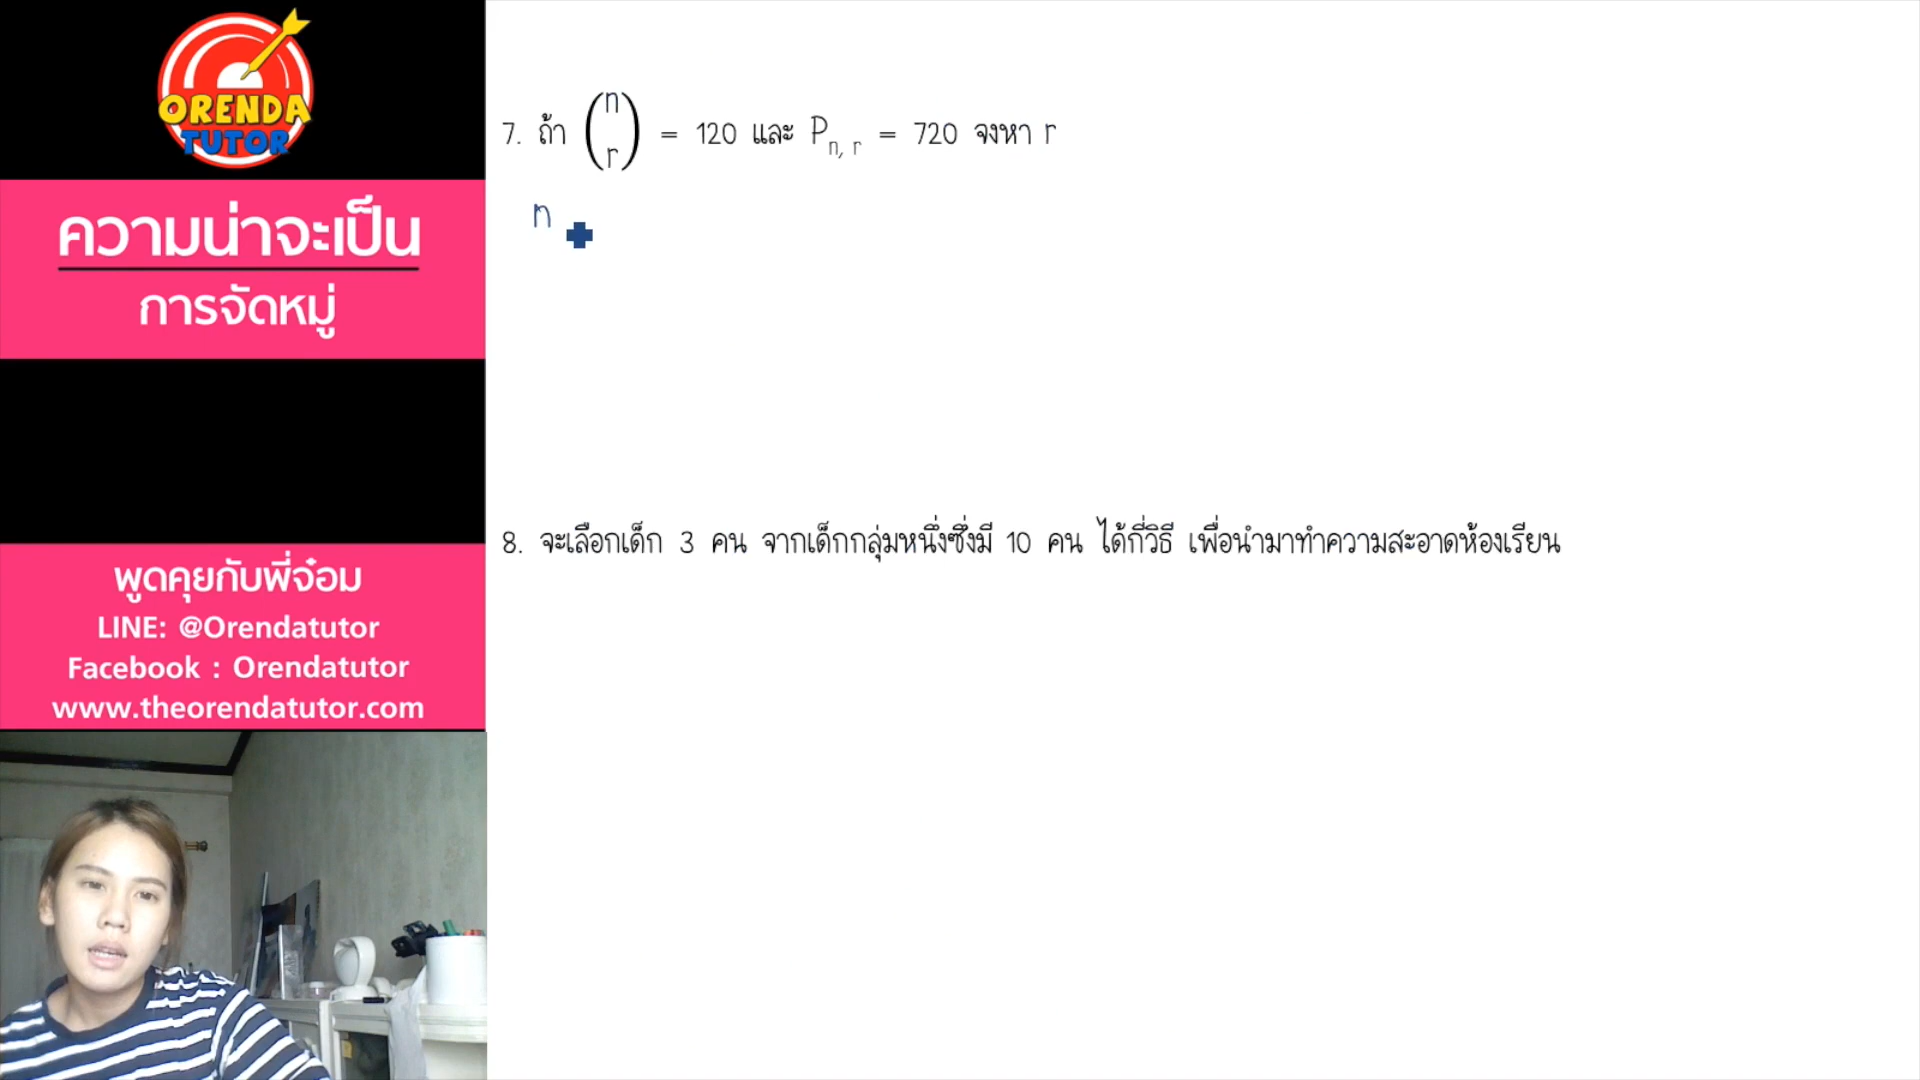 ORENDA
TUTOR
ความน่าจะเป็น
การจัดหมู่
พูดคุยกับพี่จ๋อม
LINE: @Orendatutor
Facebook : Orendatutor
www.theorendatutor.com
7. ถ้า (n r) = 120 และ P n, r = 720 จงหา r
n
8. จะเลือกเด็ก 3 คน จากเด็กกลุ่มหนึ่งซึ่งมี 10 คน ได้กี่วิธี เพื่อนำมาทำความสะอาดห้องเรียน